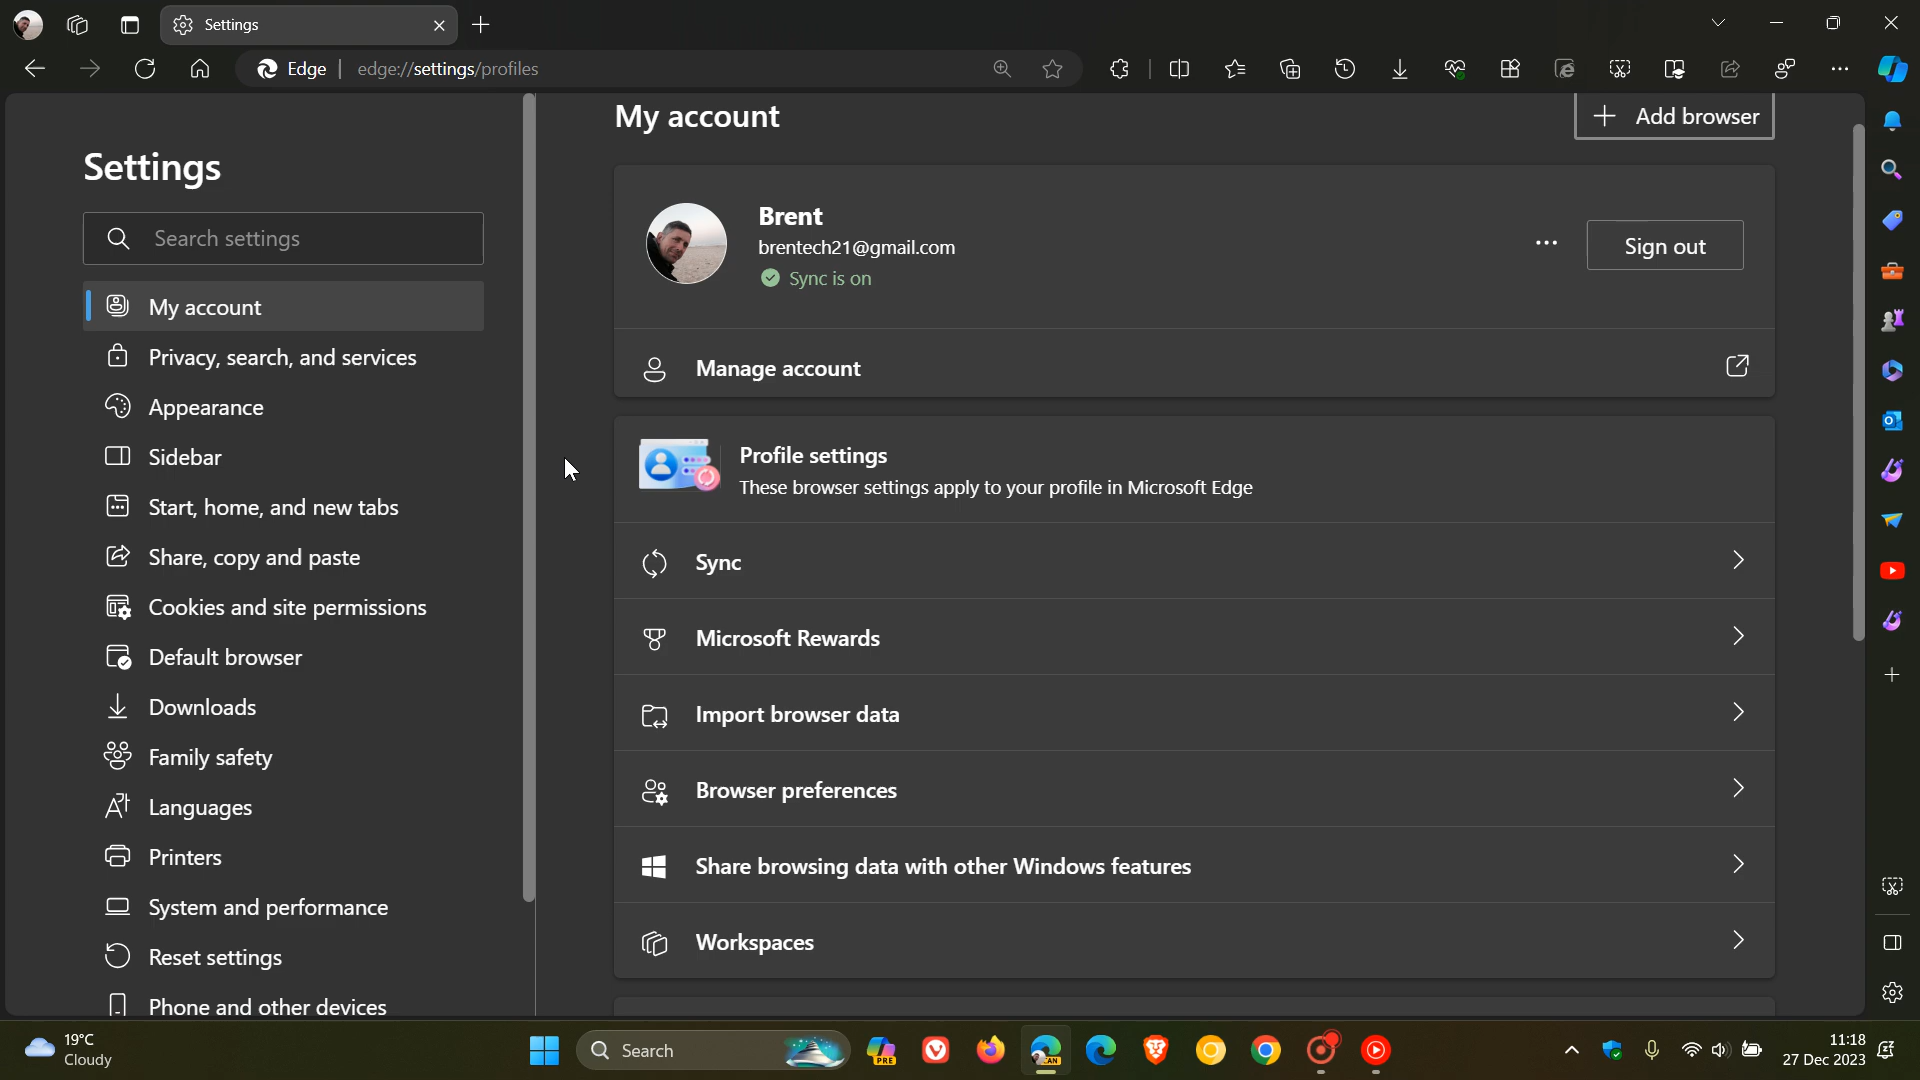 Settings
Edge
edge://settings/profiles
Settings
Search settings
My account
Privacy, search, and services
Appearance
Sidebar
Start, home, and new tabs
Share, copy and paste
Cookies and site permissions
Default browser
Downloads
Family safety
Languages
Printers
System and performance
Reset settings
Phone and other devices
My account
Add browser
Brent
brentech21@gmail.com
Sync is on
Sign out
Manage account
Profile settings
These browser settings apply to your profile in Microsoft Edge
Sync
Microsoft Rewards
Import browser data
Browser preferences
Share browsing data with other Windows features
Workspaces
19°C
Cloudy
Search
PRE
CAN
11:18
27 Dec 2023